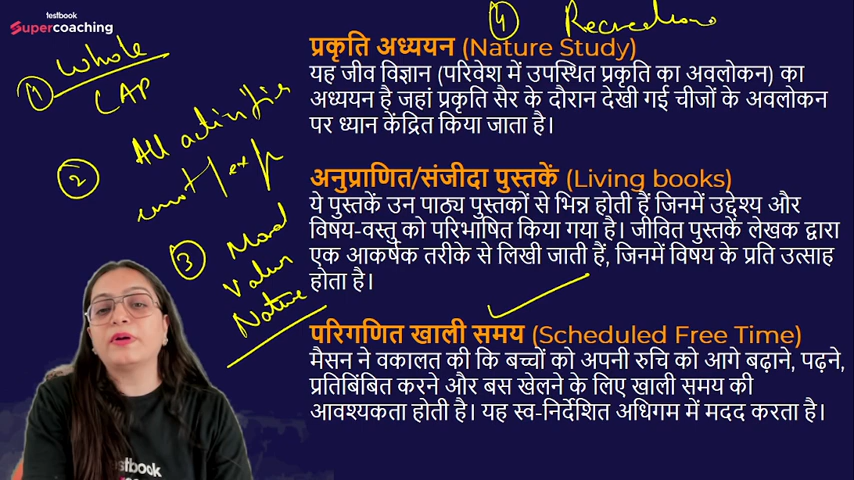 testbook
Supercoaching
① Whole
CAP
② All activities
③ Moral
Values
Nature
④ Recreational
प्रकृति अध्ययन (Nature Study)
यह जीव विज्ञान (परिवेश में उपस्थित प्रकृति का अवलोकन) का
अध्ययन है जहां प्रकृति सैर के दौरान देखी गई चीजों के अवलोकन
पर ध्यान केंद्रित किया जाता है।
अनुप्राणित/संजीदा पुस्तकें (Living books)
ये पुस्तकें उन पाठ्य पुस्तकों से भिन्न होती हैं जिनमें उद्देश्य और
विषय-वस्तु को परिभाषित किया गया है। जीवित पुस्तकें लेखक द्वारा
एक आकर्षक तरीके से लिखी जाती हैं, जिनमें विषय के प्रति उत्साह
होता है।
परिगणित खाली समय (Scheduled Free Time)
मैसन ने वकालत की कि बच्चों को अपनी रुचि को आगे बढ़ाने, पढ़ने,
प्रतिबिंबित करने और बस खेलने के लिए खाली समय की
आवश्यकता होती है। यह स्व-निर्देशित अधिगम में मदद करता है।
testbook